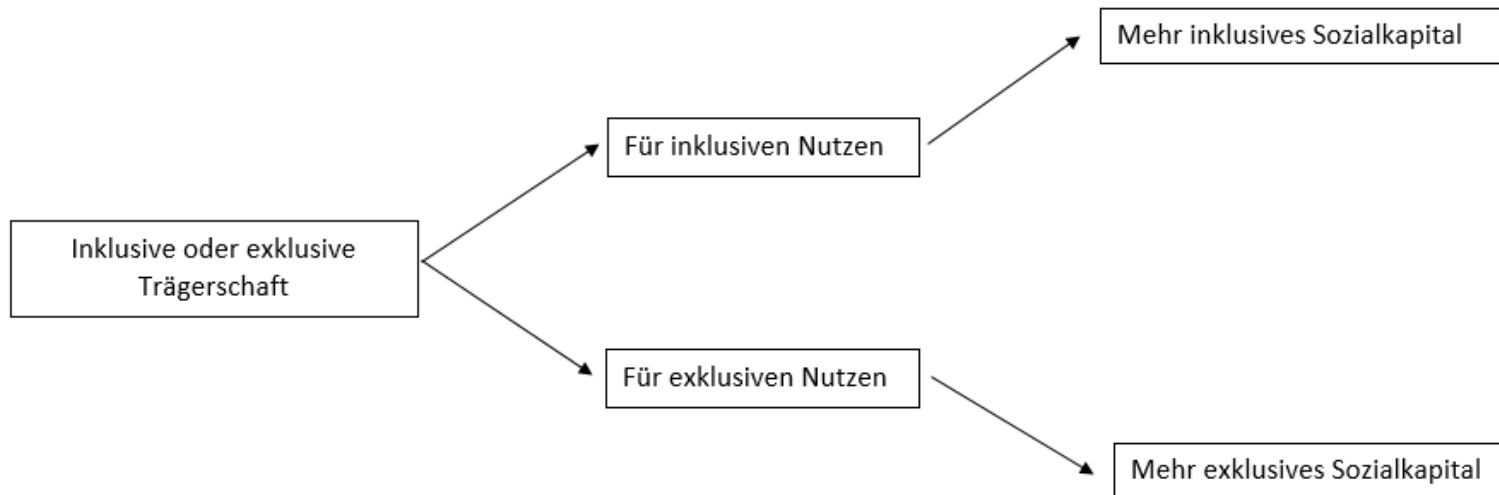 Mehr inklusives Sozialkapital
Für inklusiven Nutzen
Inklusive oder exklusive
Trägerschaft
Für exklusiven Nutzen
Mehr exklusives Sozialkapital